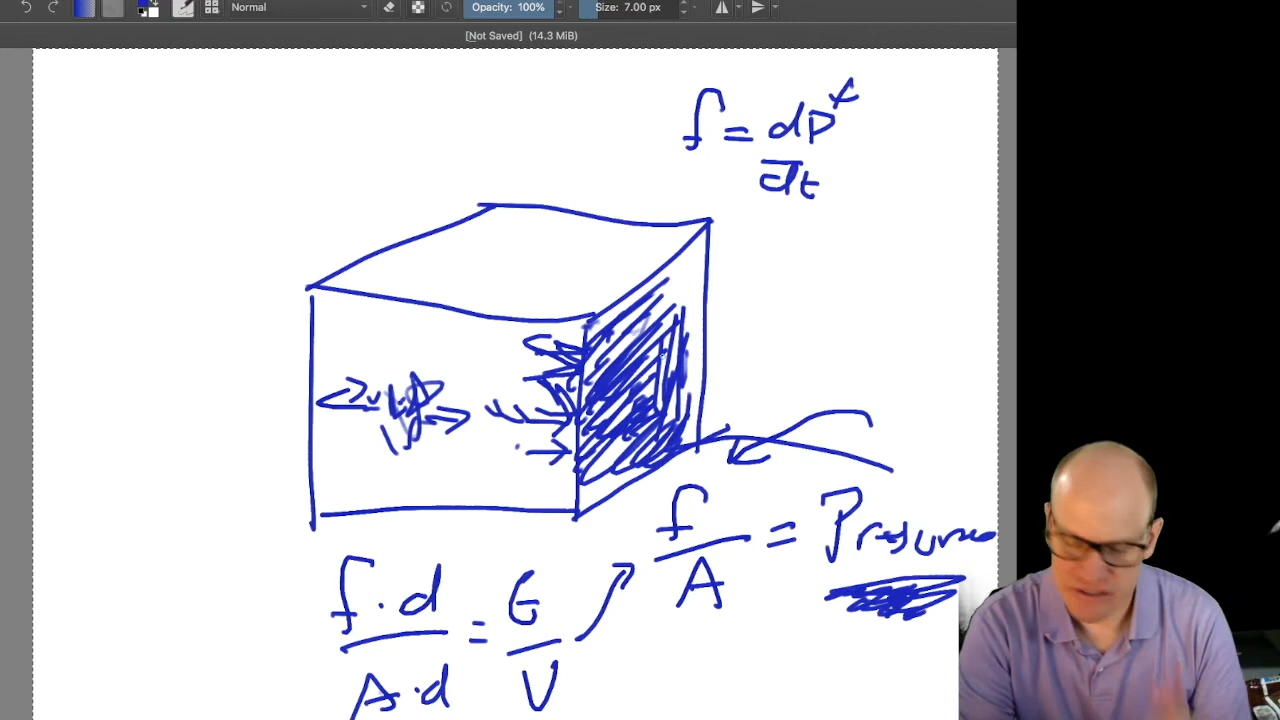 Normal Opacity: 100% Size: 7.00 px
[Not Saved] (14.3 MiB)
f = dp
dt
f
A = Pressure
f · d
A · d = E
V